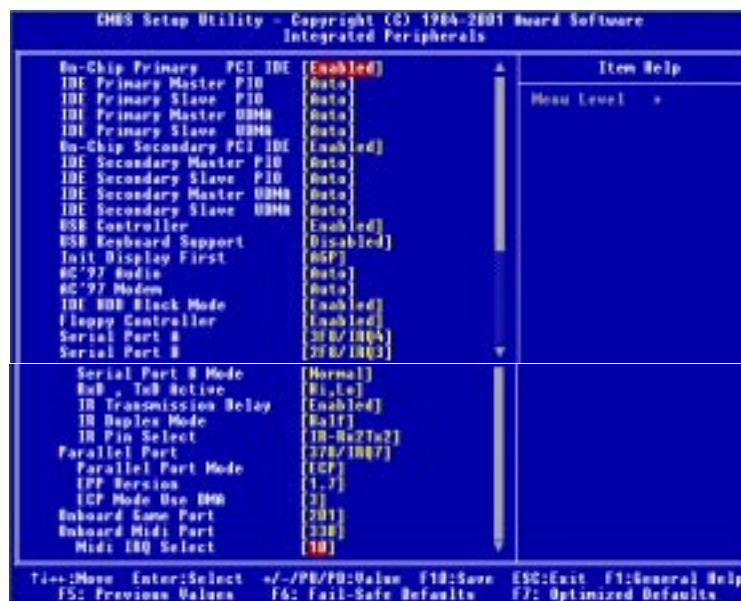 CMOS Setup Utility - Copyright (C) 1984-2001 Award Software
Integrated Peripherals
On-Chip Primary PCI IDE [Enabled]
IDE Primary Master PIO [Auto]
IDE Primary Slave PIO [Auto]
IDE Primary Master UDMA [Auto]
IDE Primary Slave UDMA [Auto]
On-Chip Secondary PCI IDE [Enabled]
IDE Secondary Master PIO [Auto]
IDE Secondary Slave PIO [Auto]
IDE Secondary Master UDMA [Auto]
IDE Secondary Slave UDMA [Auto]
USB Controller [Enabled]
USB Keyboard Support [Disabled]
Init Display First [AGP]
AC'97 Audio [Auto]
AC'97 Modem [Auto]
IDE HDD Block Mode [Enabled]
Floppy Controller [Enabled]
Serial Port A [3F8/IRQ4]
Serial Port B [2F8/IRQ3]
Serial Port B Mode [Normal]
RxD , TxD Active [Hi,Lo]
IR Transmission Delay [Enabled]
IR Duplex Mode [Half]
IR Pin Select [IR-Rx2Tx2]
Parallel Port [378/IRQ7]
Parallel Port Mode [ECP]
EPP Version [1.7]
ECP Mode Use DMA [3]
Onboard Game Port [201]
Onboard Midi Port [330]
Midi IRQ Select [10]
Item Help
Menu Level
:Move Enter:Select +/-/PU/PD:Value F10:Save ESC:Exit F1:General Help
F5: Previous Values F6: Fail-Safe Defaults F7: Optimized Defaults